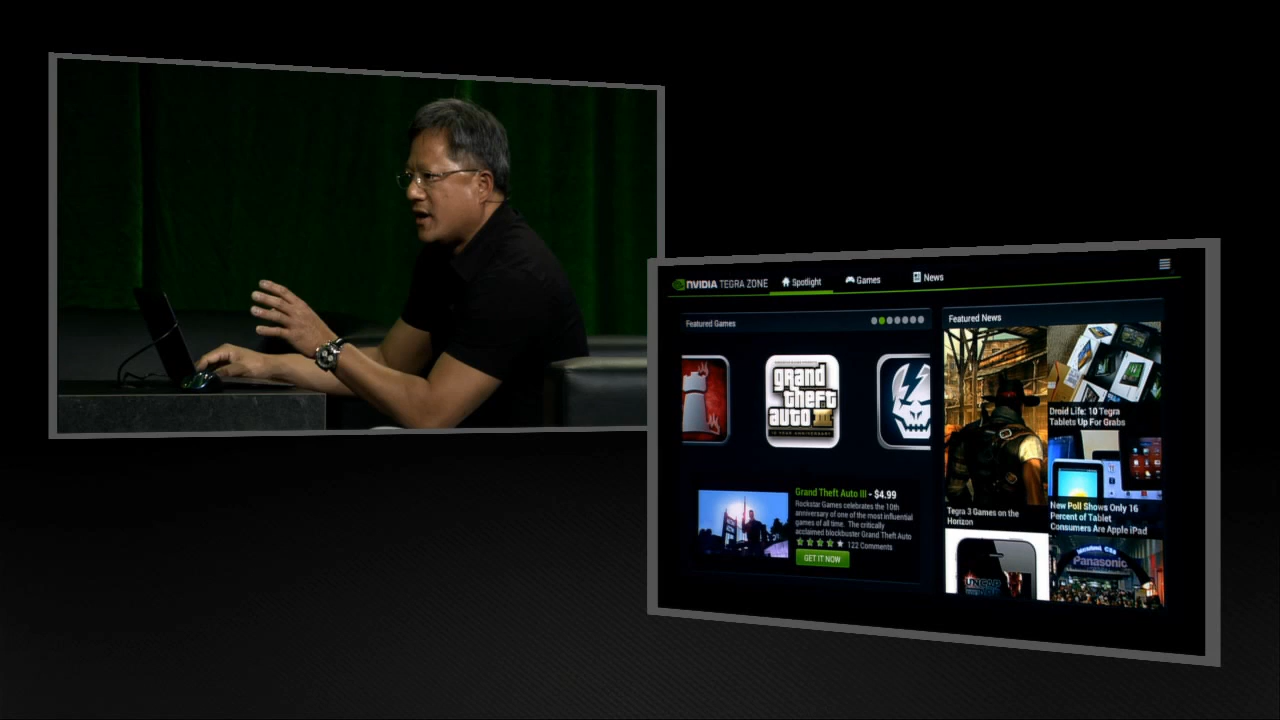 NVIDIA TEGRA ZONE
Spotlight
Games
News
Featured Games
grand
theft
auto III
10 YEAR ANNIVERSARY
Grand Theft Auto III - $4.99
Rockstar Games celebrates the 10th
anniversary of one of the most influential
games of all time. The critically
acclaimed blockbuster Grand Theft Auto
122 Comments
GET IT NOW
Featured News
Droid Life: 10 Tegra
Tablets Up For Grabs
Tegra 3 Games on the
Horizon
New Poll Shows Only 16
Percent of Tablet
Consumers Are Apple iPad
Panasonic